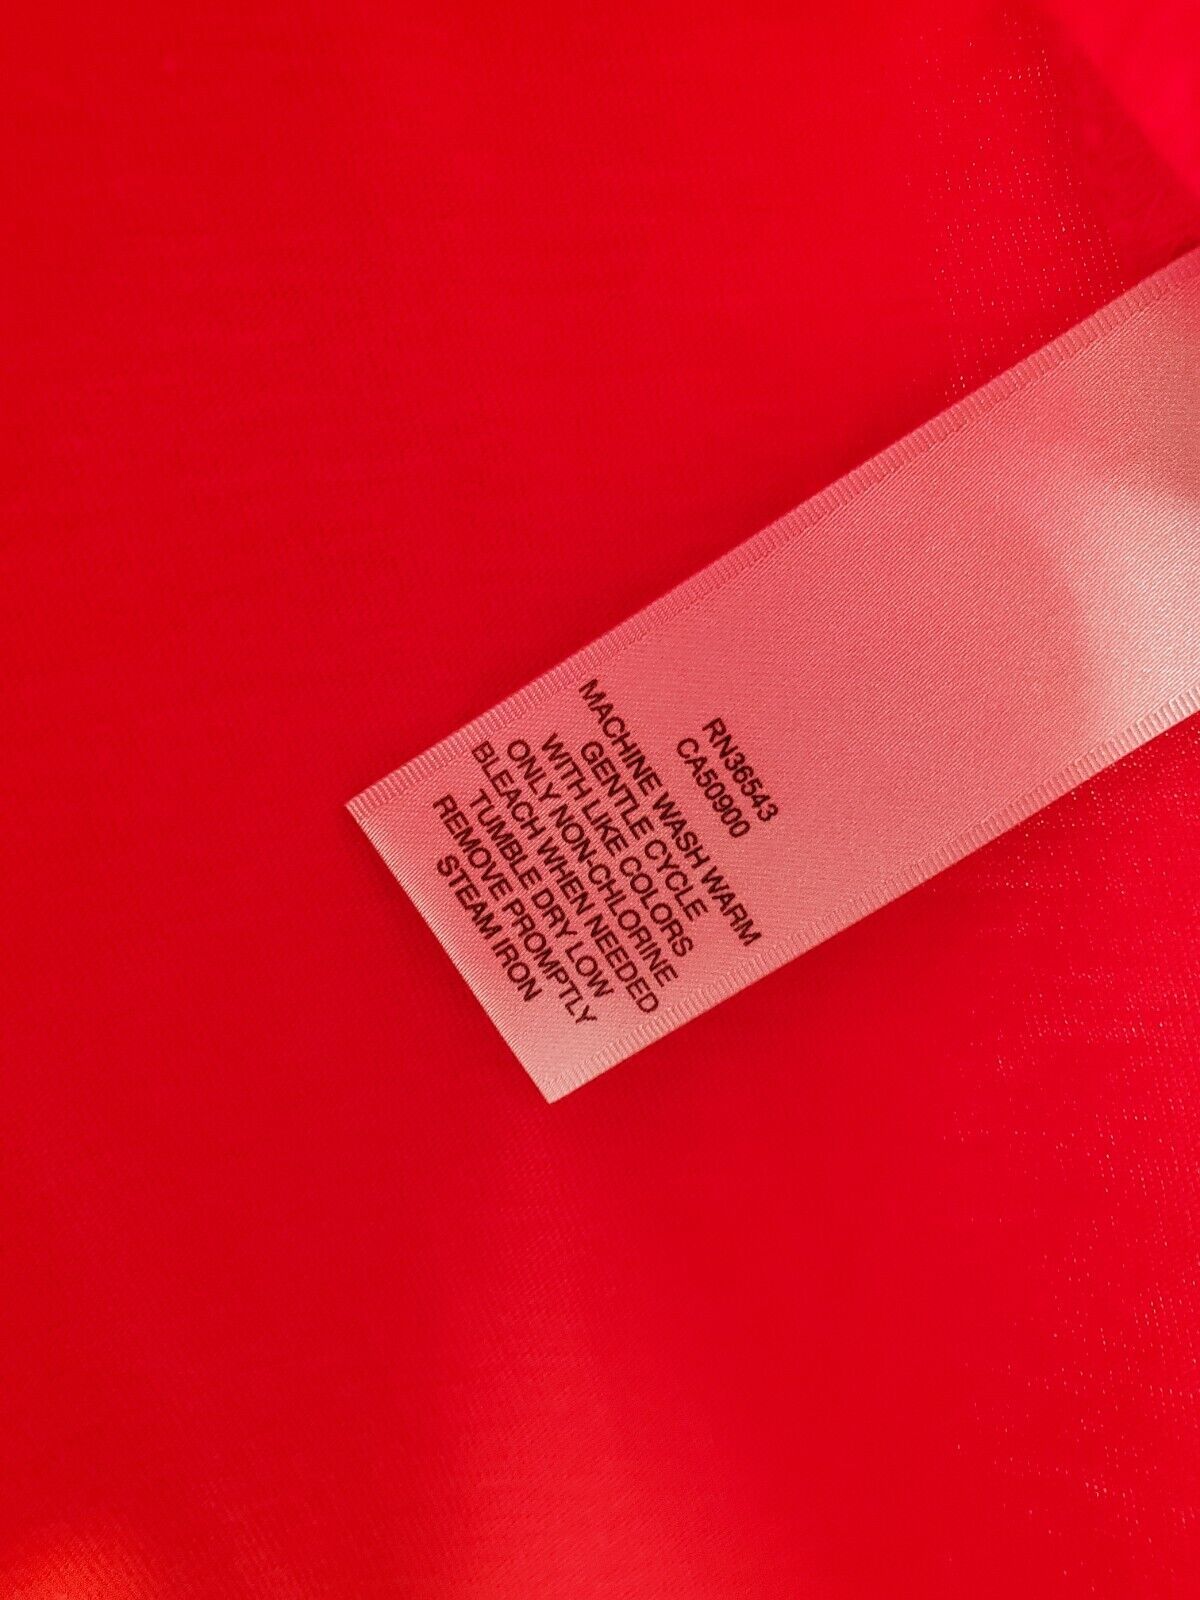 RN36543
CA50900
MACHINE WASH WARM
GENTLE CYCLE
WITH LIKE COLORS
ONLY NON-CHLORINE
BLEACH WHEN NEEDED
TUMBLE DRY LOW
REMOVE PROMPTLY
STEAM IRON